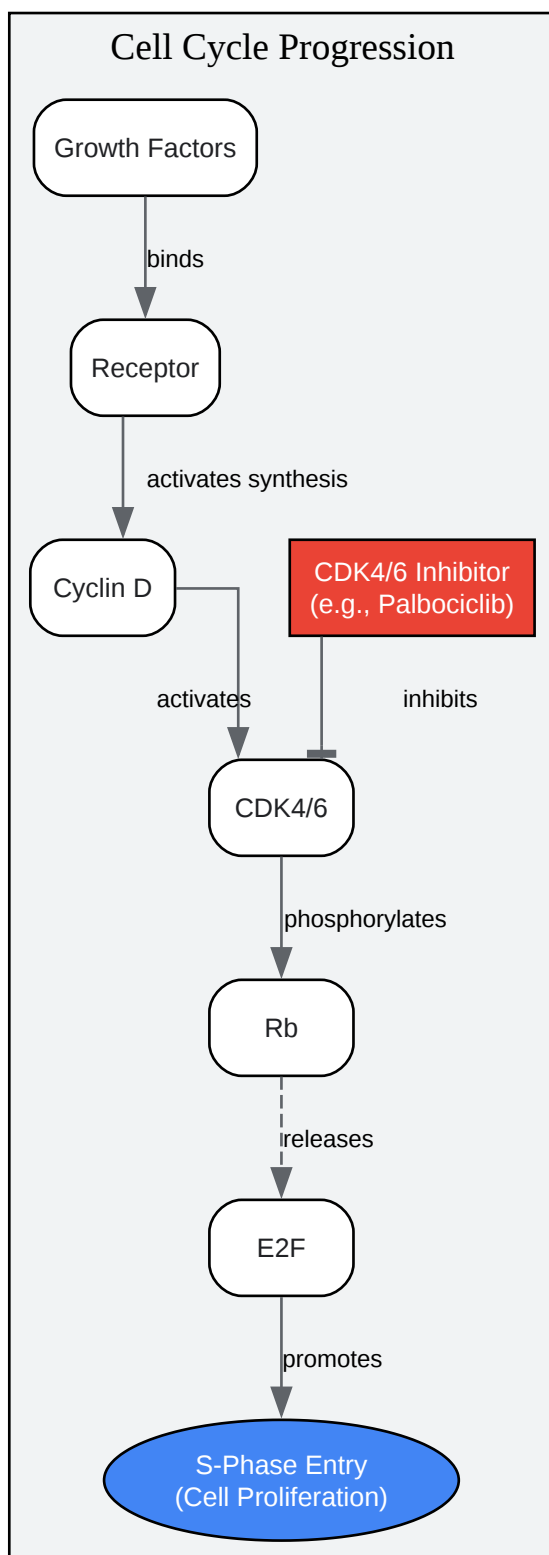 Cell Cycle Progression
Growth Factors
binds
Receptor
activates synthesis
Cyclin D
CDK4/6 Inhibitor
(e.g., Palbociclib)
activates
inhibits
CDK4/6
phosphorylates
Rb
releases
E2F
promotes
S-Phase Entry
(Cell Proliferation)